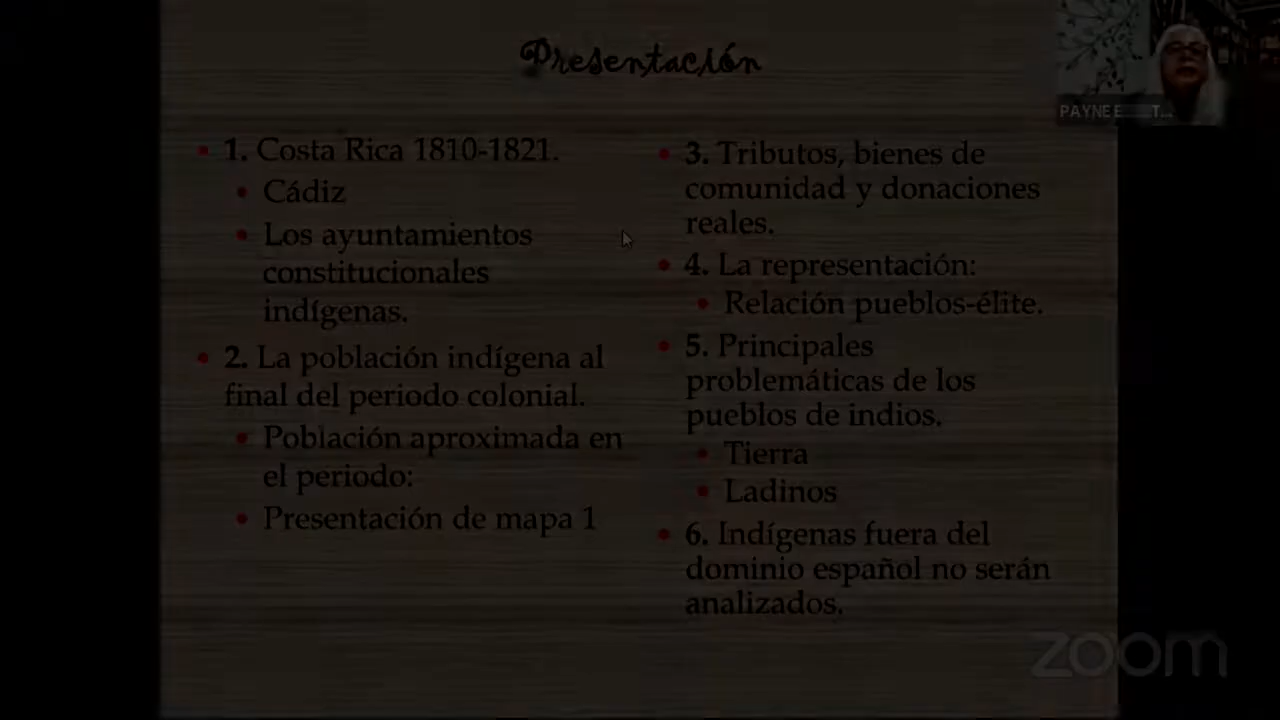 Presentación
1. Costa Rica 1810-1821.
Cádiz
Los ayuntamientos
constitucionales
indígenas.
2. La población indígena al
final del periodo colonial.
Población aproximada en
el periodo:
Presentación de mapa 1
3. Tributos, bienes de
comunidad y donaciones
reales.
4. La representación:
Relación pueblos-élite.
5. Principales
problemáticas de los
pueblos de indios.
Tierra
Ladinos
6. Indígenas fuera del
dominio español no serán
analizados.
PAYNE
zoom